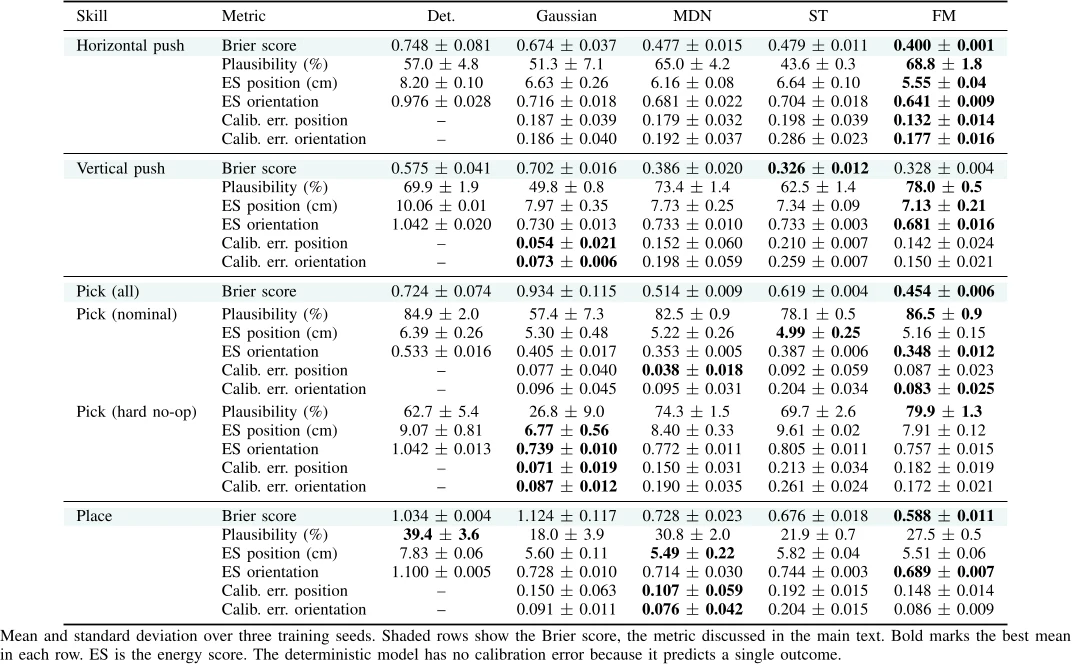 Skill Metric Det. Gaussian MDN ST FM
Horizontal push Brier score 0.748 ± 0.081 0.674 ± 0.037 0.477 ± 0.015 0.479 ± 0.011 0.400 ± 0.001
Plausibility (%) 57.0 ± 4.8 51.3 ± 7.1 65.0 ± 4.2 43.6 ± 0.3 68.8 ± 1.8
ES position (cm) 8.20 ± 0.10 6.63 ± 0.26 6.16 ± 0.08 6.64 ± 0.10 5.55 ± 0.04
ES orientation 0.976 ± 0.028 0.716 ± 0.018 0.681 ± 0.022 0.704 ± 0.018 0.641 ± 0.009
Calib. err. position – 0.187 ± 0.039 0.179 ± 0.032 0.198 ± 0.039 0.132 ± 0.014
Calib. err. orientation – 0.186 ± 0.040 0.192 ± 0.037 0.286 ± 0.023 0.177 ± 0.016
Vertical push Brier score 0.575 ± 0.041 0.702 ± 0.016 0.386 ± 0.020 0.326 ± 0.012 0.328 ± 0.004
Plausibility (%) 69.9 ± 1.9 49.8 ± 0.8 73.4 ± 1.4 62.5 ± 1.4 78.0 ± 0.5
ES position (cm) 10.06 ± 0.01 7.97 ± 0.35 7.73 ± 0.25 7.34 ± 0.09 7.13 ± 0.21
ES orientation 1.042 ± 0.020 0.730 ± 0.013 0.733 ± 0.010 0.733 ± 0.003 0.681 ± 0.016
Calib. err. position – 0.054 ± 0.021 0.152 ± 0.060 0.210 ± 0.007 0.142 ± 0.024
Calib. err. orientation – 0.073 ± 0.006 0.198 ± 0.059 0.259 ± 0.007 0.150 ± 0.021
Pick (all) Brier score 0.724 ± 0.074 0.934 ± 0.115 0.514 ± 0.009 0.619 ± 0.004 0.454 ± 0.006
Pick (nominal) Plausibility (%) 84.9 ± 2.0 57.4 ± 7.3 82.5 ± 0.9 78.1 ± 0.5 86.5 ± 0.9
ES position (cm) 6.39 ± 0.26 5.30 ± 0.48 5.22 ± 0.26 4.99 ± 0.25 5.16 ± 0.15
ES orientation 0.533 ± 0.016 0.405 ± 0.017 0.353 ± 0.005 0.387 ± 0.006 0.348 ± 0.012
Calib. err. position – 0.077 ± 0.040 0.038 ± 0.018 0.092 ± 0.059 0.087 ± 0.023
Calib. err. orientation – 0.096 ± 0.045 0.095 ± 0.031 0.204 ± 0.034 0.083 ± 0.025
Pick (hard no-op) Plausibility (%) 62.7 ± 5.4 26.8 ± 9.0 74.3 ± 1.5 69.7 ± 2.6 79.9 ± 1.3
ES position (cm) 9.07 ± 0.81 6.77 ± 0.56 8.40 ± 0.33 9.61 ± 0.02 7.91 ± 0.12
ES orientation 1.042 ± 0.013 0.739 ± 0.010 0.772 ± 0.011 0.805 ± 0.011 0.757 ± 0.015
Calib. err. position – 0.071 ± 0.019 0.150 ± 0.031 0.213 ± 0.034 0.182 ± 0.019
Calib. err. orientation – 0.087 ± 0.012 0.190 ± 0.035 0.261 ± 0.024 0.172 ± 0.021
Place Brier score 1.034 ± 0.004 1.124 ± 0.117 0.728 ± 0.023 0.676 ± 0.018 0.588 ± 0.011
Plausibility (%) 39.4 ± 3.6 18.0 ± 3.9 30.8 ± 2.0 21.9 ± 0.7 27.5 ± 0.5
ES position (cm) 7.83 ± 0.06 5.60 ± 0.11 5.49 ± 0.22 5.82 ± 0.04 5.51 ± 0.06
ES orientation 1.100 ± 0.005 0.728 ± 0.010 0.714 ± 0.030 0.744 ± 0.003 0.689 ± 0.007
Calib. err. position – 0.150 ± 0.063 0.107 ± 0.059 0.192 ± 0.015 0.148 ± 0.014
Calib. err. orientation – 0.091 ± 0.011 0.076 ± 0.042 0.204 ± 0.015 0.086 ± 0.009
Mean and standard deviation over three training seeds. Shaded rows show the Brier score, the metric discussed in the main text. Bold marks the best mean
in each row. ES is the energy score. The deterministic model has no calibration error because it predicts a single outcome.